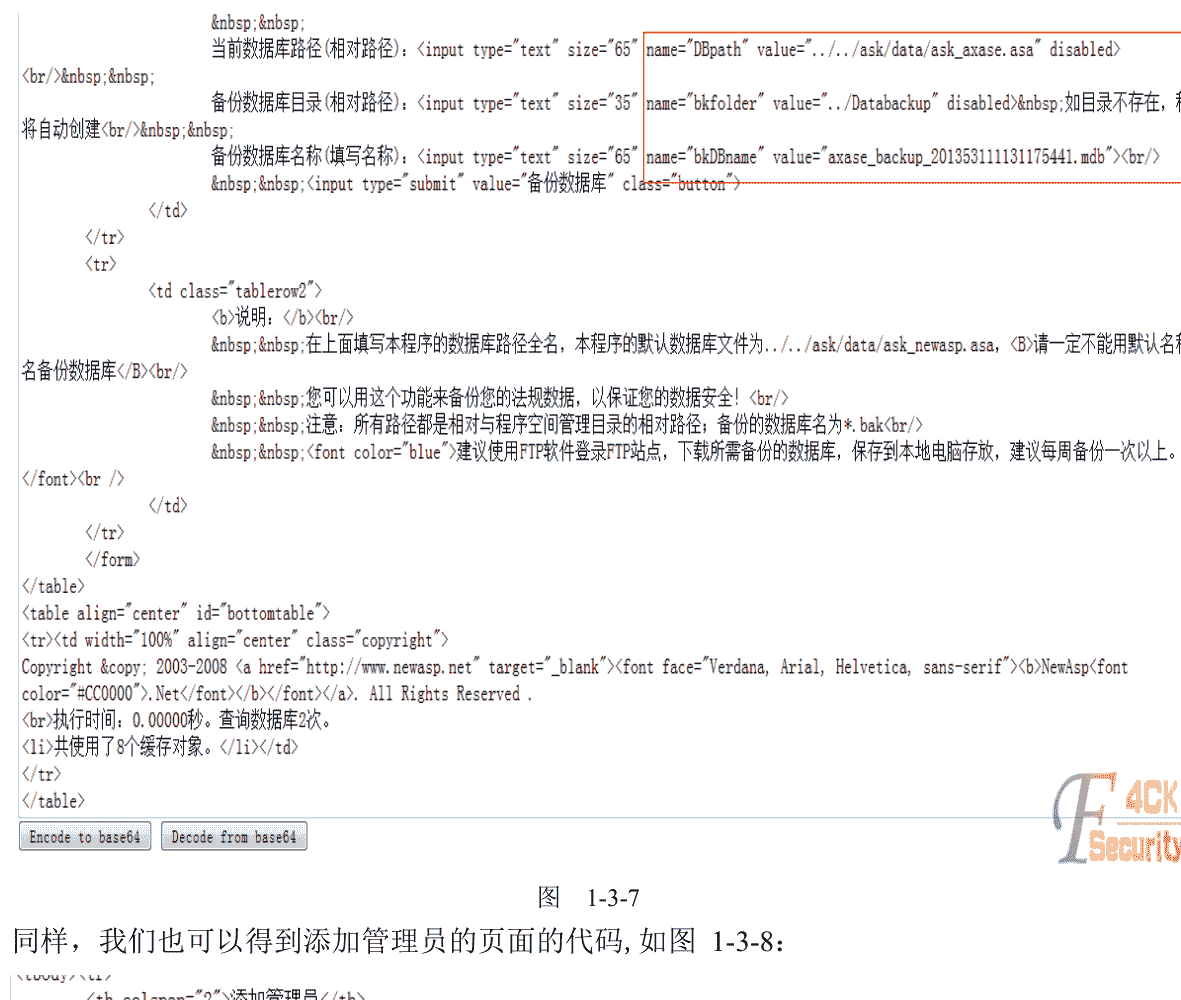 &nbsp;&nbsp;
当前数据库路径(相对路径): <input type="text" size="65" name="DBpath" value="../../ask/data/ask_axase.asa" disabled>
<br/>&nbsp;&nbsp;
备份数据库目录(相对路径): <input type="text" size="35" name="bkfolder" value="../Databackup" disabled>&nbsp;如目录不存在，
将自动创建<br/>&nbsp;&nbsp;
备份数据库名称(填写名称): <input type="text" size="65" name="bkDBname" value="axase_backup_201353111131175441.mdb"><br/>
&nbsp;&nbsp;<input type="submit" value="备份数据库" class="button">
</td>
</tr>
<tr>
<td class="tablerow2">
<b>说明: </b><br/>
&nbsp;&nbsp;在上面填写本程序的数据库路径全名，本程序的默认数据库文件为../../ask/data/ask_newasp.asa，<B>请一定不能用默认名
名备份数据库</B><br/>
&nbsp;&nbsp;您可以用这个功能来备份您的法规数据，以保证您的数据安全！<br/>
&nbsp;&nbsp;注意：所有路径都是相对与程序空间管理目录的相对路径；备份的数据库名为*.bak<br/>
&nbsp;&nbsp;<font color="blue">建议使用FTP软件登录FTP站点，下载所需备份的数据库，保存到本地电脑存放，建议每周备份一次以上。
</font><br />
</td>
</tr>
</form>
</table>
<table align="center" id="bottomtable">
<tr><td width="100%" align="center" class="copyright">
Copyright &copy; 2003-2008 <a href="http://www.newasp.net" target="_blank"><font face="Verdana, Arial, Helvetica, sans-serif"><b>NewAsp<font
color="#CC0000">.Net</font></b></font></a>. All Rights Reserved .
<br>执行时间：0.00000秒。查询数据库2次。
<li>共使用了8个缓存对象。</li></td>
</tr>
</table>
F4CK
Security
Encode to base64 Decode from base64
图 1-3-7
同样，我们也可以得到添加管理员的页面的代码,如图 1-3-8：
<tbody><tr>
<th colspan="2">添加管理员</th>